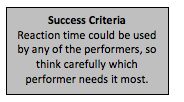 Success Criteria
Reaction time could be used
by any of the performers, so
think carefully which
performer needs it most.